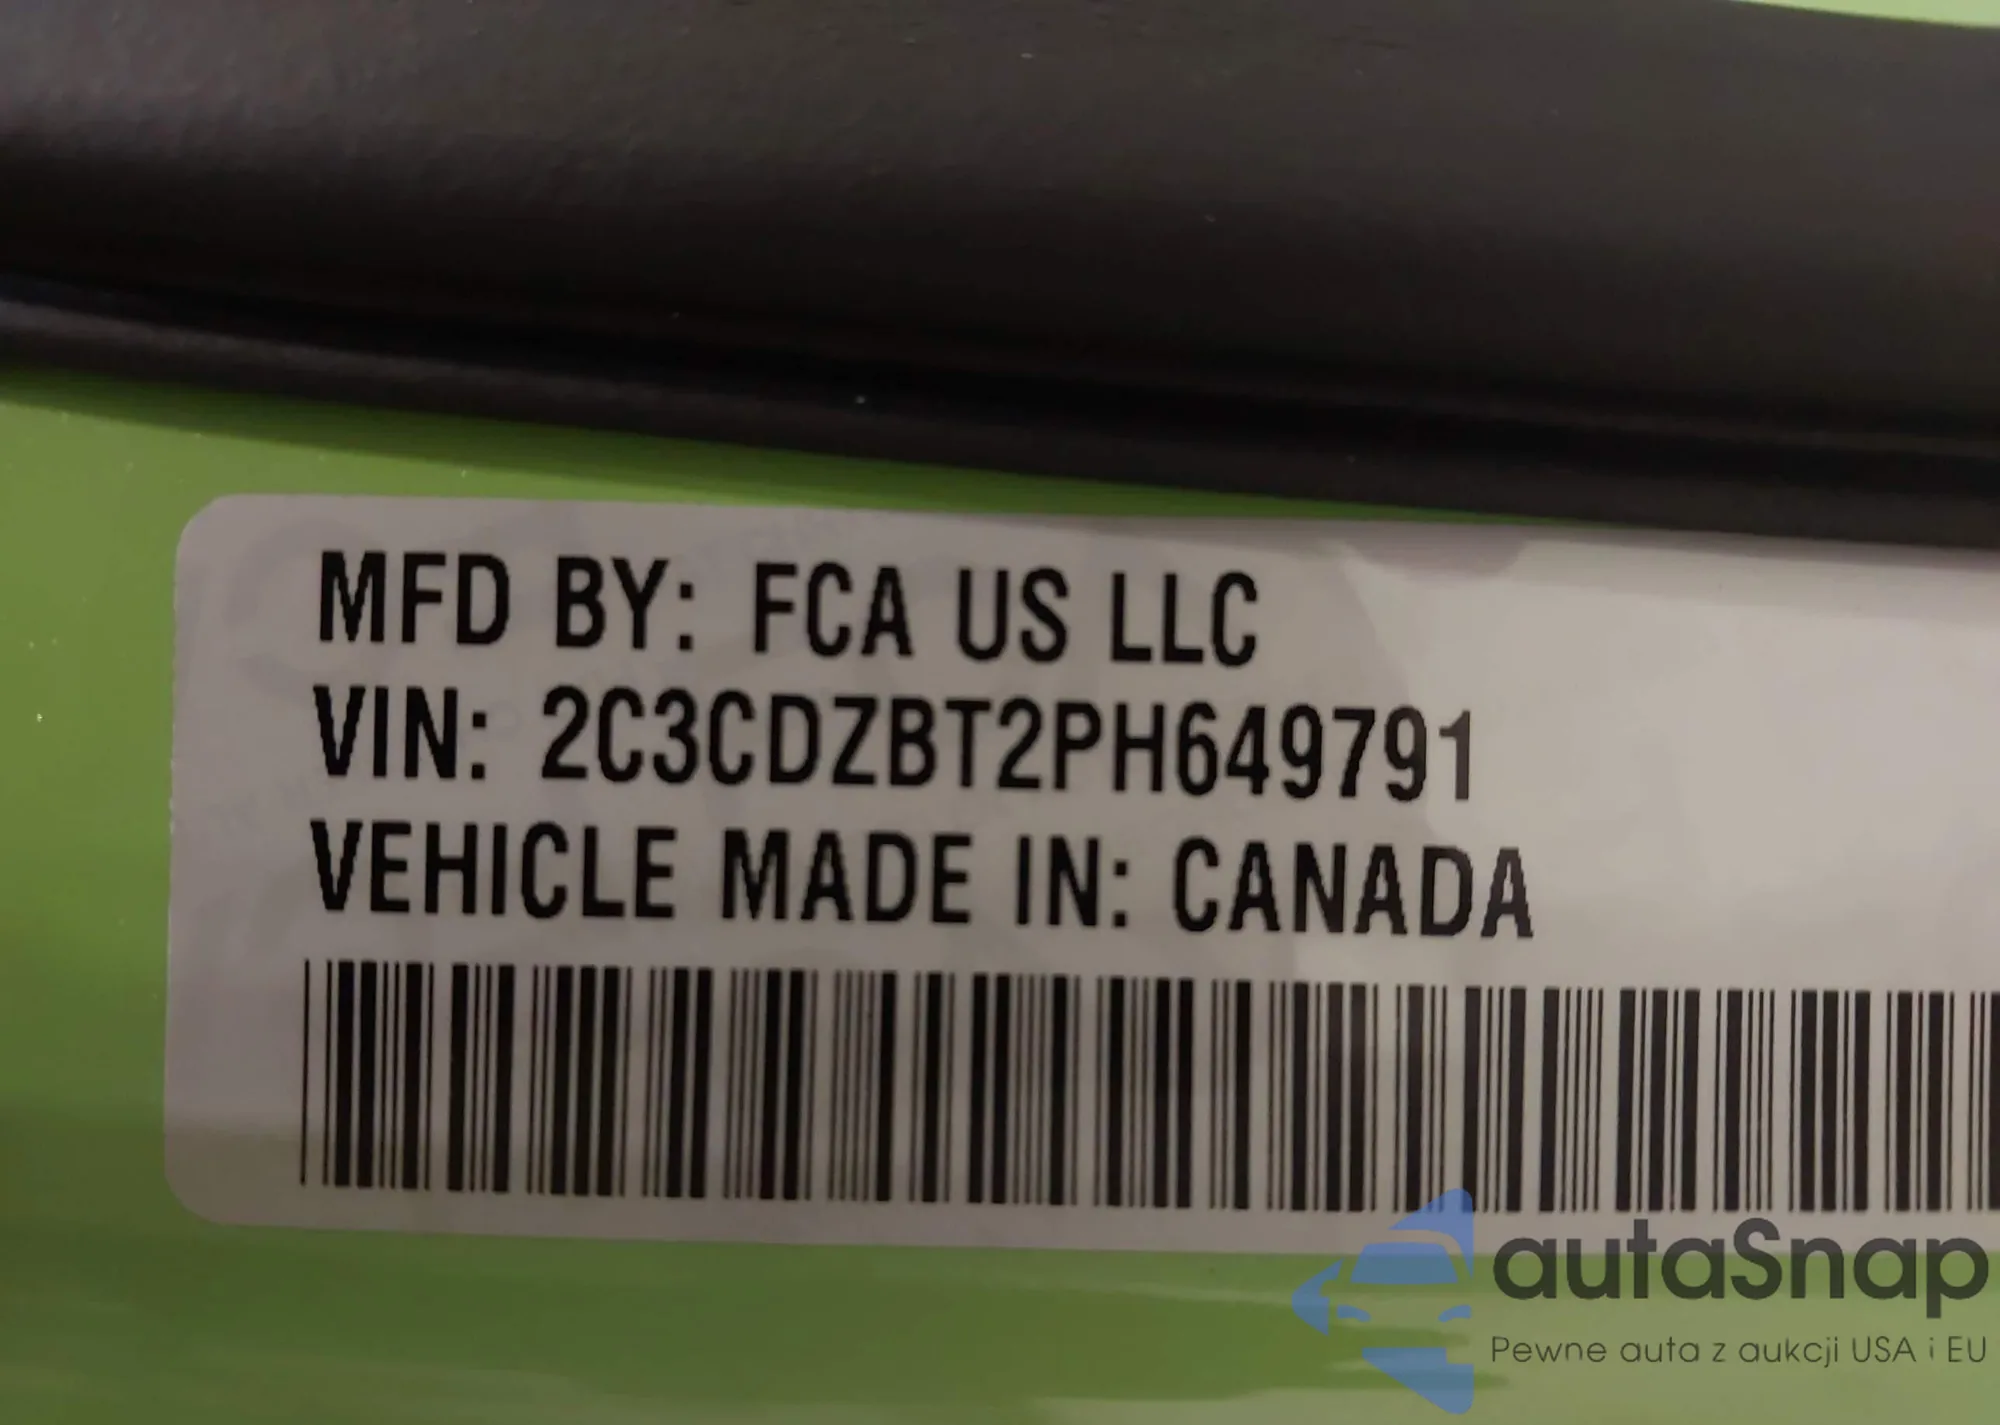 MFD BY: FCA US LLC
VIN: 2C3CDZBT2PH649791
VEHICLE MADE IN: CANADA
autaSnap
Pewne auta z aukcji USA i EU